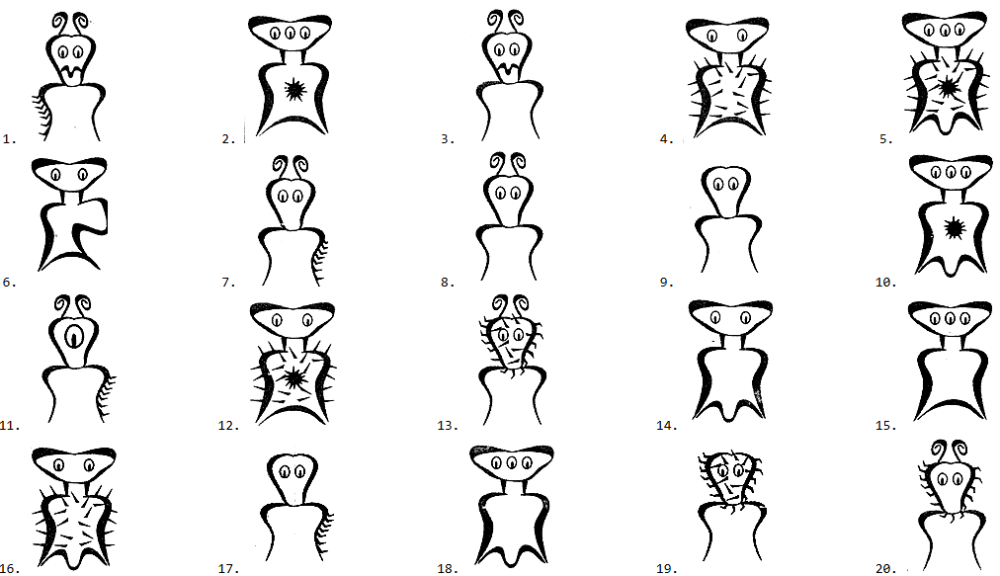 1. 2. 3. 4. 5.
6. 7. 8. 9. 10.
11. 12. 13. 14. 15.
16. 17. 18. 19. 20.